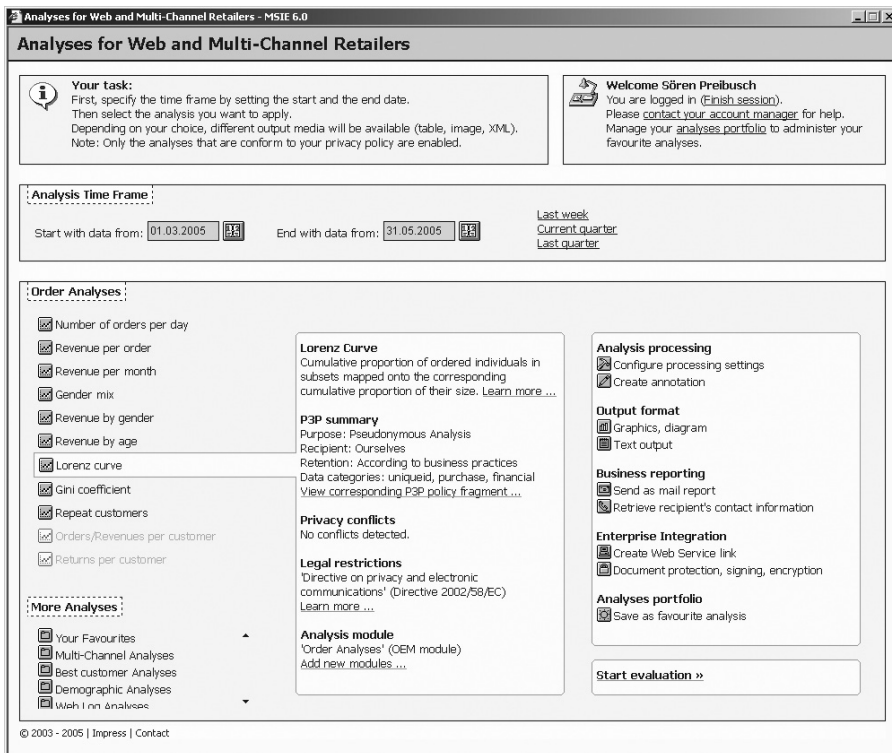 Analyses for Web and Multi-Channel Retailers - MSIE 6.0
Analyses for Web and Multi-Channel Retailers
Your task:
First, specify the time frame by setting the start and the end date.
Then select the analysis you want to apply.
Depending on your choice, different output media will be available (table, image, XML).
Note: Only the analyses that are conform to your privacy policy are enabled.
Welcome Sören Preibusch
You are logged in (Finish session).
Please contact your account manager for help.
Manage your analyses portfolio to administer your
favourite analyses.
Analysis Time Frame
Start with data from: 01.03.2005
End with data from: 31.05.2005
Last week
Current quarter
Last quarter
Order Analyses
Number of orders per day
Revenue per order
Revenue per month
Gender mix
Revenue by gender
Revenue by age
Lorenz curve
Gini coefficient
Repeat customers
Orders/Revenues per customer
Returns per customer
More Analyses
Your Favourites
Multi-Channel Analyses
Best customer Analyses
Demographic Analyses
Web Log Analyses
Lorenz Curve
Cumulative proportion of ordered individuals in
subsets mapped onto the corresponding
cumulative proportion of their size. Learn more ...
P3P summary
Purpose: Pseudonymous Analysis
Recipient: Ourselves
Retention: According to business practices
Data categories: uniqueid, purchase, financial
View corresponding P3P policy fragment ...
Privacy conflicts
No conflicts detected.
Legal restrictions
'Directive on privacy and electronic
communications' (Directive 2002/58/EC)
Learn more ...
Analysis module
'Order Analyses' (OEM module)
Add new modules ...
Analysis processing
Configure processing settings
Create annotation
Output format
Graphics, diagram
Text output
Business reporting
Send as mail report
Retrieve recipient's contact information
Enterprise Integration
Create Web Service link
Document protection, signing, encryption
Analyses portfolio
Save as favourite analysis
Start evaluation »
© 2003 - 2005 | Impress | Contact